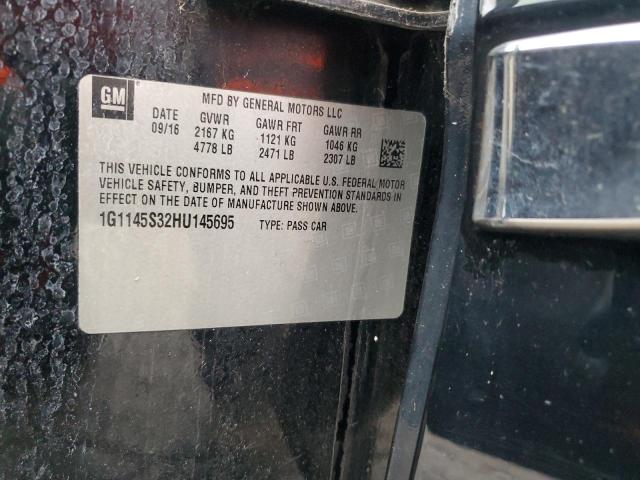 GM
MFD BY GENERAL MOTORS LLC
DATE GVWR GAWR FRT GAWR RR
09/16 2167 KG 1121 KG 1046 KG
4778 LB 2471 LB 2307 LB
THIS VEHICLE CONFORMS TO ALL APPLICABLE U.S. FEDERAL MOTOR
VEHICLE SAFETY, BUMPER, AND THEFT PREVENTION STANDARDS IN
EFFECT ON THE DATE OF MANUFACTURE SHOWN ABOVE.
1G1145S32HU145695 TYPE: PASS CAR